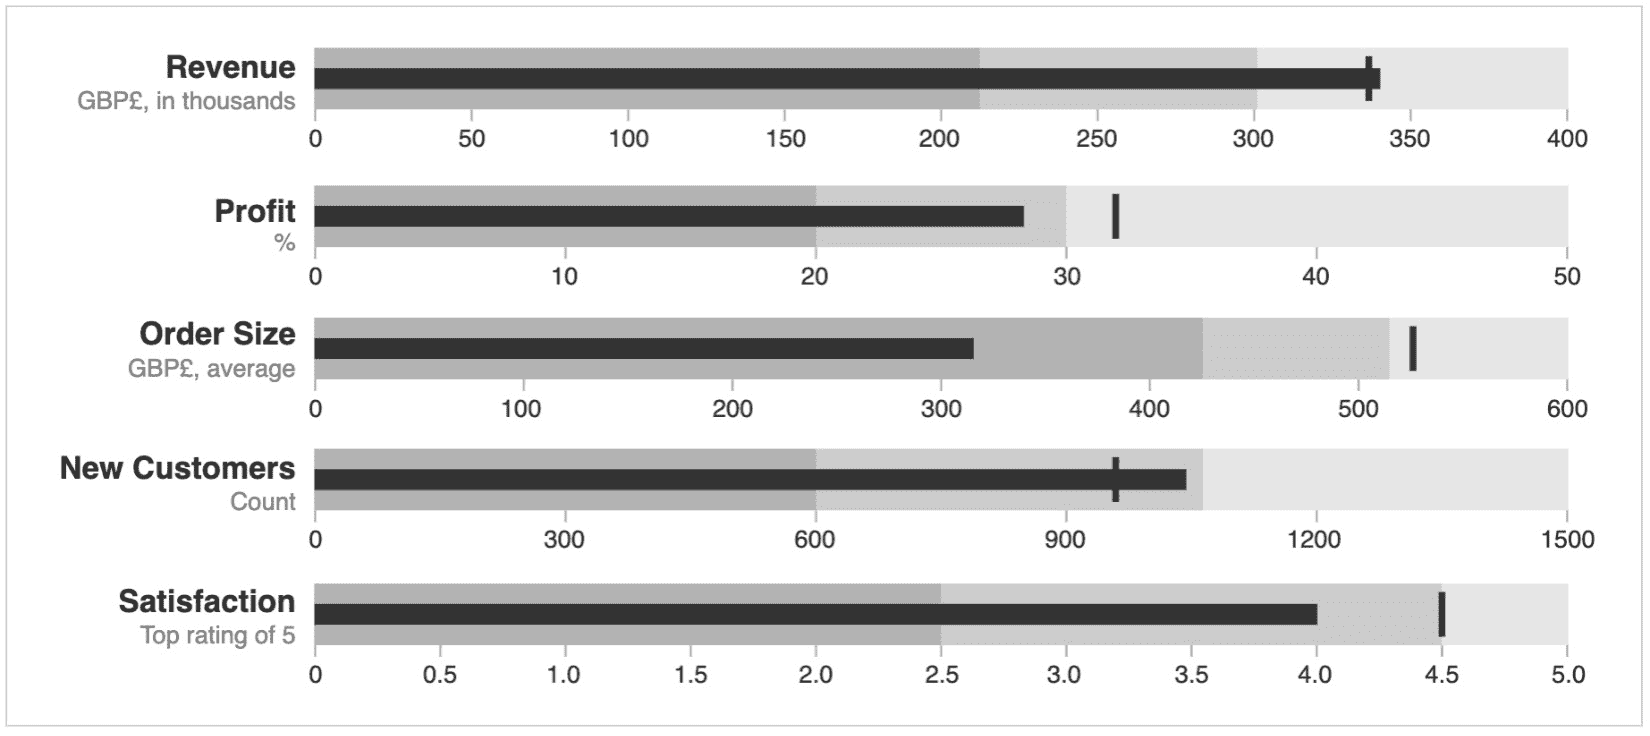 Revenue
GBP£, in thousands
0 50 100 150 200 250 300 350 400
Profit
%
0 10 20 30 40 50
Order Size
GBP£, average
0 100 200 300 400 500 600
New Customers
Count
0 300 600 900 1200 1500
Satisfaction
Top rating of 5
0 0.5 1.0 1.5 2.0 2.5 3.0 3.5 4.0 4.5 5.0